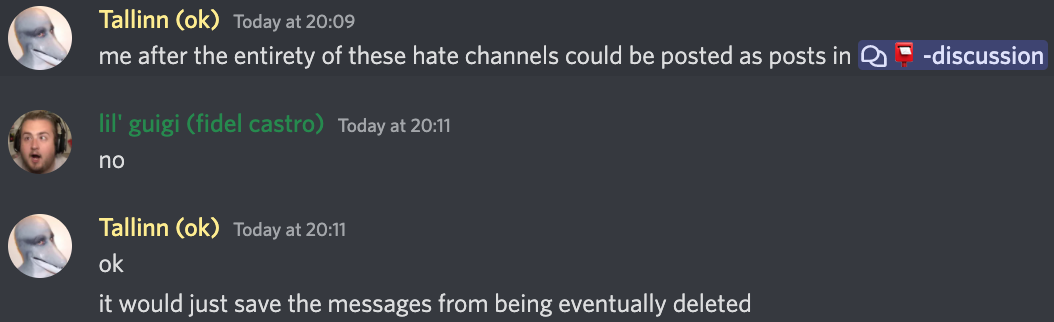 Tallinn (ok) Today at 20:09
me after the entirety of these hate channels could be posted as posts in -discussion
lil' guigi (fidel castro) Today at 20:11
no
Tallinn (ok) Today at 20:11
ok
it would just save the messages from being eventually deleted